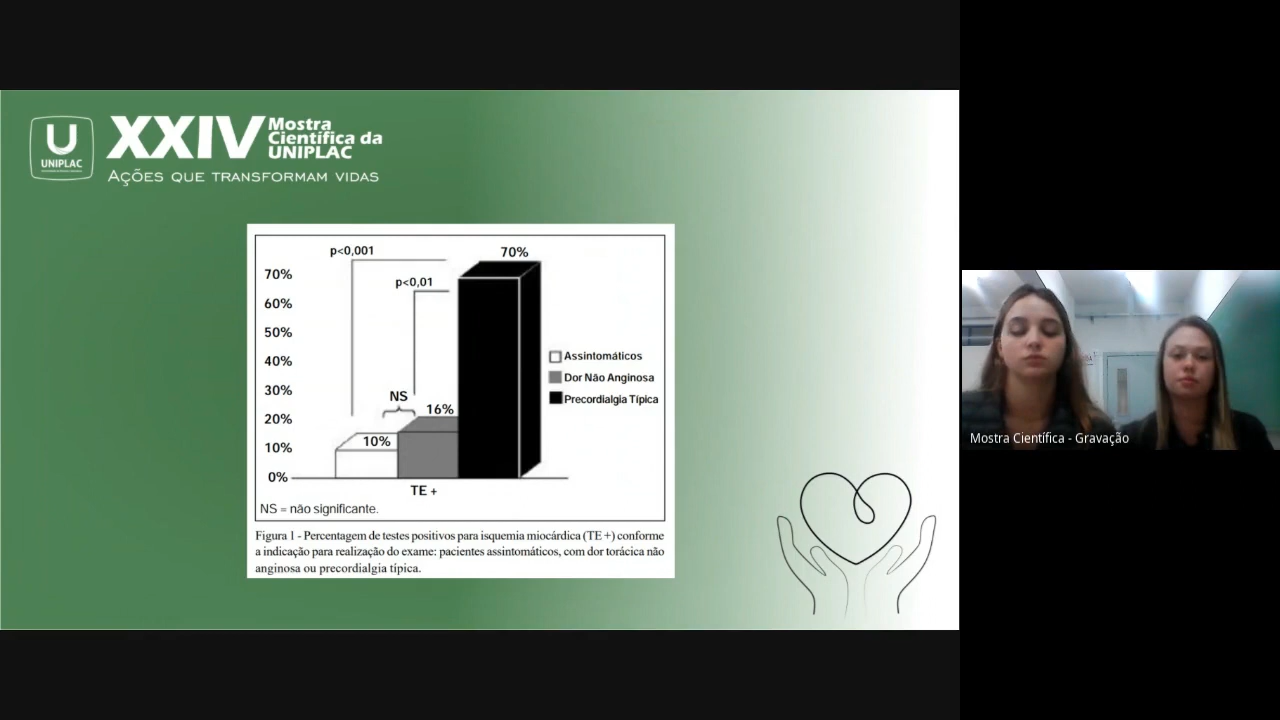 U
UNIPLAC
XXIV
Mostra
Científica da
UNIPLAC
AÇÕES QUE TRANSFORMAM VIDAS
p<0,001
70%
p<0,01
70%
60%
50%
40%
30%
20%
10%
0%
NS
16%
10%
Assintomáticos
Dor Não Anginosa
Precordialgia Típica
TE +
NS = não significante.
Figura 1 - Percentagem de testes positivos para isquemia miocárdica (TE +) conforme
a indicação para realização do exame: pacientes assintomáticos, com dor torácica não
anginosa ou precordialgia típica.
Mostra Científica - Gravação